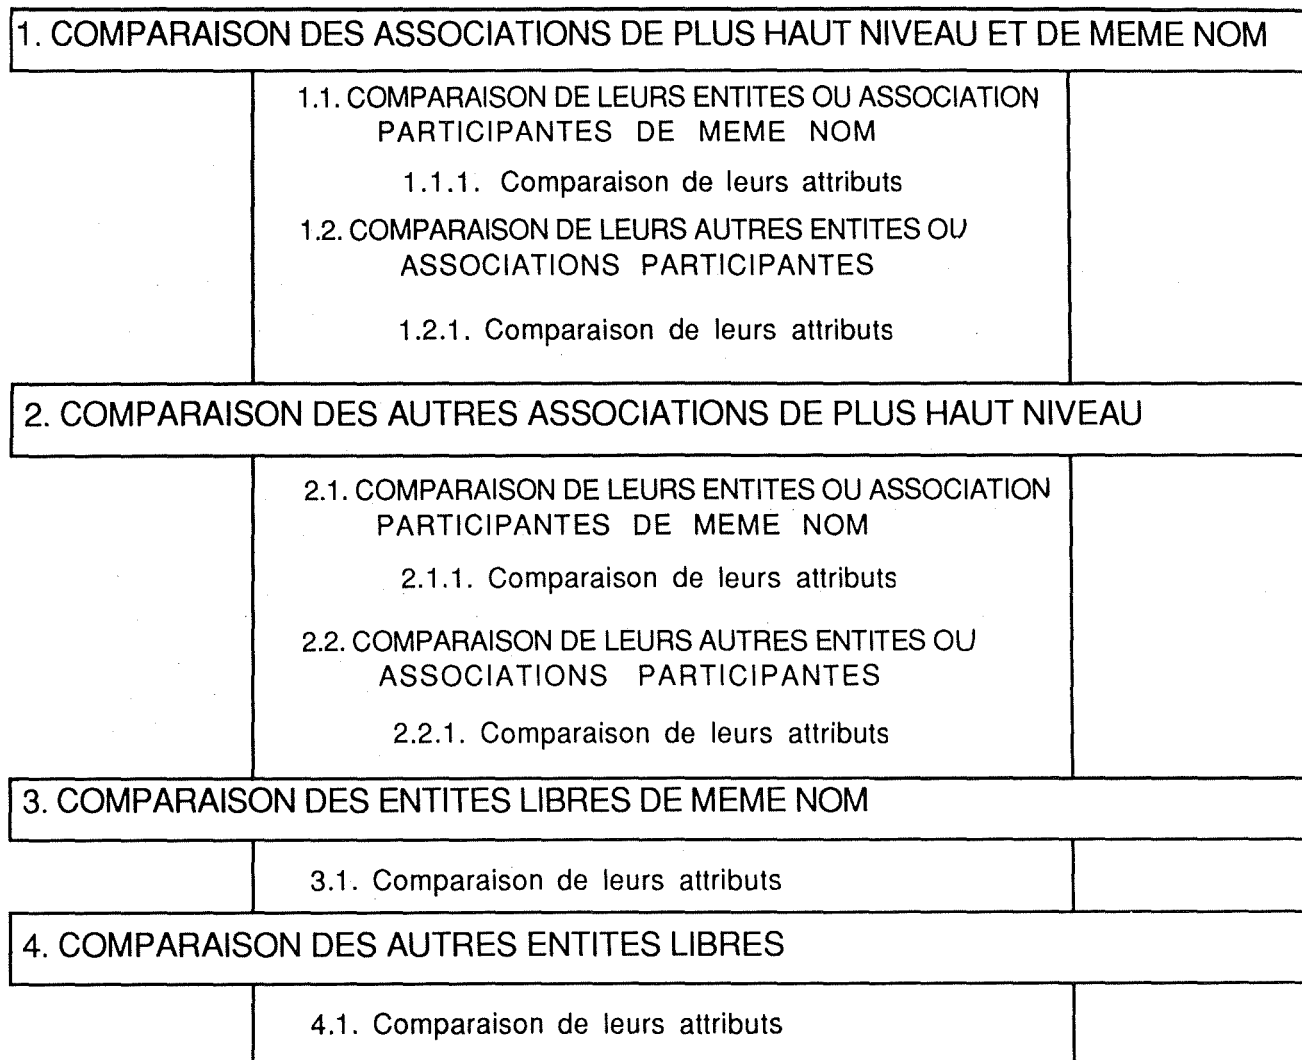 1. COMPARAISON DES ASSOCIATIONS DE PLUS HAUT NIVEAU ET DE MEME NOM
1.1. COMPARAISON DE LEURS ENTITES OU ASSOCIATION
PARTICIPANTES DE MEME NOM
1.1.1. Comparaison de leurs attributs
1.2. COMPARAISON DE LEURS AUTRES ENTITES OU
ASSOCIATIONS PARTICIPANTES
1.2.1. Comparaison de leurs attributs
2. COMPARAISON DES AUTRES ASSOCIATIONS DE PLUS HAUT NIVEAU
2.1. COMPARAISON DE LEURS ENTITES OU ASSOCIATION
PARTICIPANTES DE MEME NOM
2.1.1. Comparaison de leurs attributs
2.2. COMPARAISON DE LEURS AUTRES ENTITES OU
ASSOCIATIONS PARTICIPANTES
2.2.1. Comparaison de leurs attributs
3. COMPARAISON DES ENTITES LIBRES DE MEME NOM
3.1. Comparaison de leurs attributs
4. COMPARAISON DES AUTRES ENTITES LIBRES
4.1. Comparaison de leurs attributs